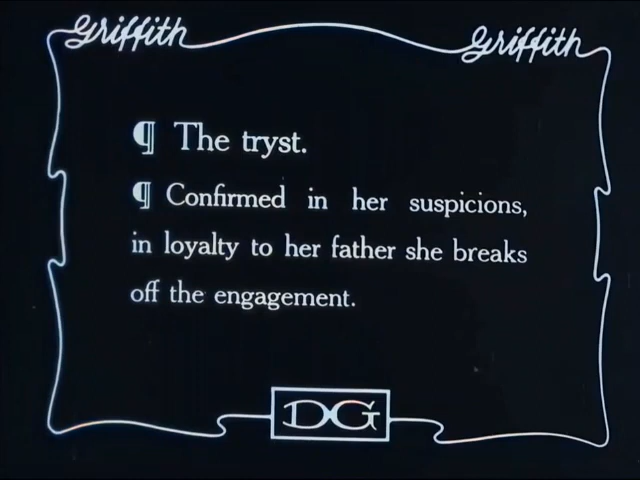 Griffith Griffith
¶ The tryst.
¶ Confirmed in her suspicions,
in loyalty to her father she breaks
off the engagement.
DG